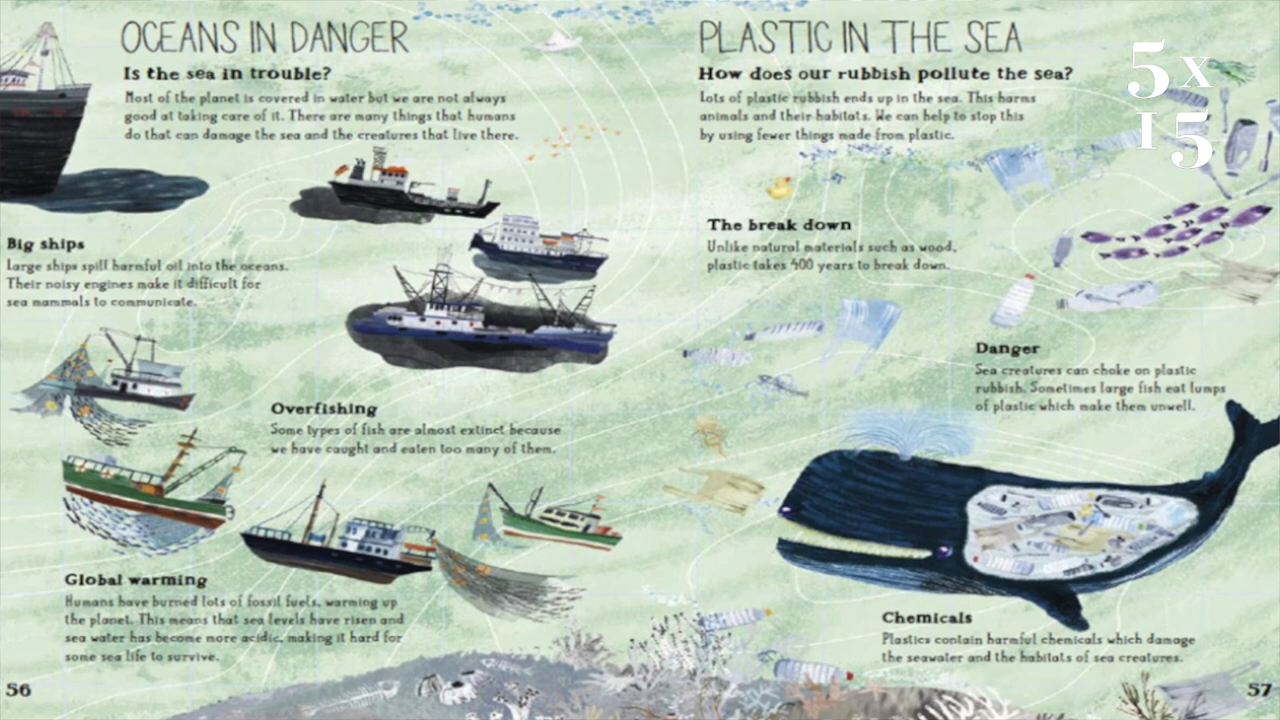 OCEANS IN DANGER
Is the sea in trouble?
Most of the planet is covered in water but we are not always
good at taking care of it. There are many things that humans
do that can damage the sea and the creatures that live there.
Big ships
Large ships spill harmful oil into the oceans.
Their noisy engines make it difficult for
sea mammals to communicate.
Overfishing
Some types of fish are almost extinct because
we have caught and eaten too many of them.
Global warming
Humans have burned lots of fossil fuels, warming up
the planet. This means that sea levels have risen and
sea water has become more acidic, making it hard for
some sea life to survive.
56
PLASTIC IN THE SEA
How does our rubbish pollute the sea?
Lots of plastic rubbish ends up in the sea. This harms
animals and their habitats. We can help to stop this
by using fewer things made from plastic.
5x
15
The break down
Unlike natural materials such as wood,
plastic takes 400 years to break down.
Danger
Sea creatures can choke on plastic
rubbish. Sometimes large fish eat lumps
of plastic which make them unwell.
Chemicals
Plastics contain harmful chemicals which damage
the seawater and the habitats of sea creatures.
57